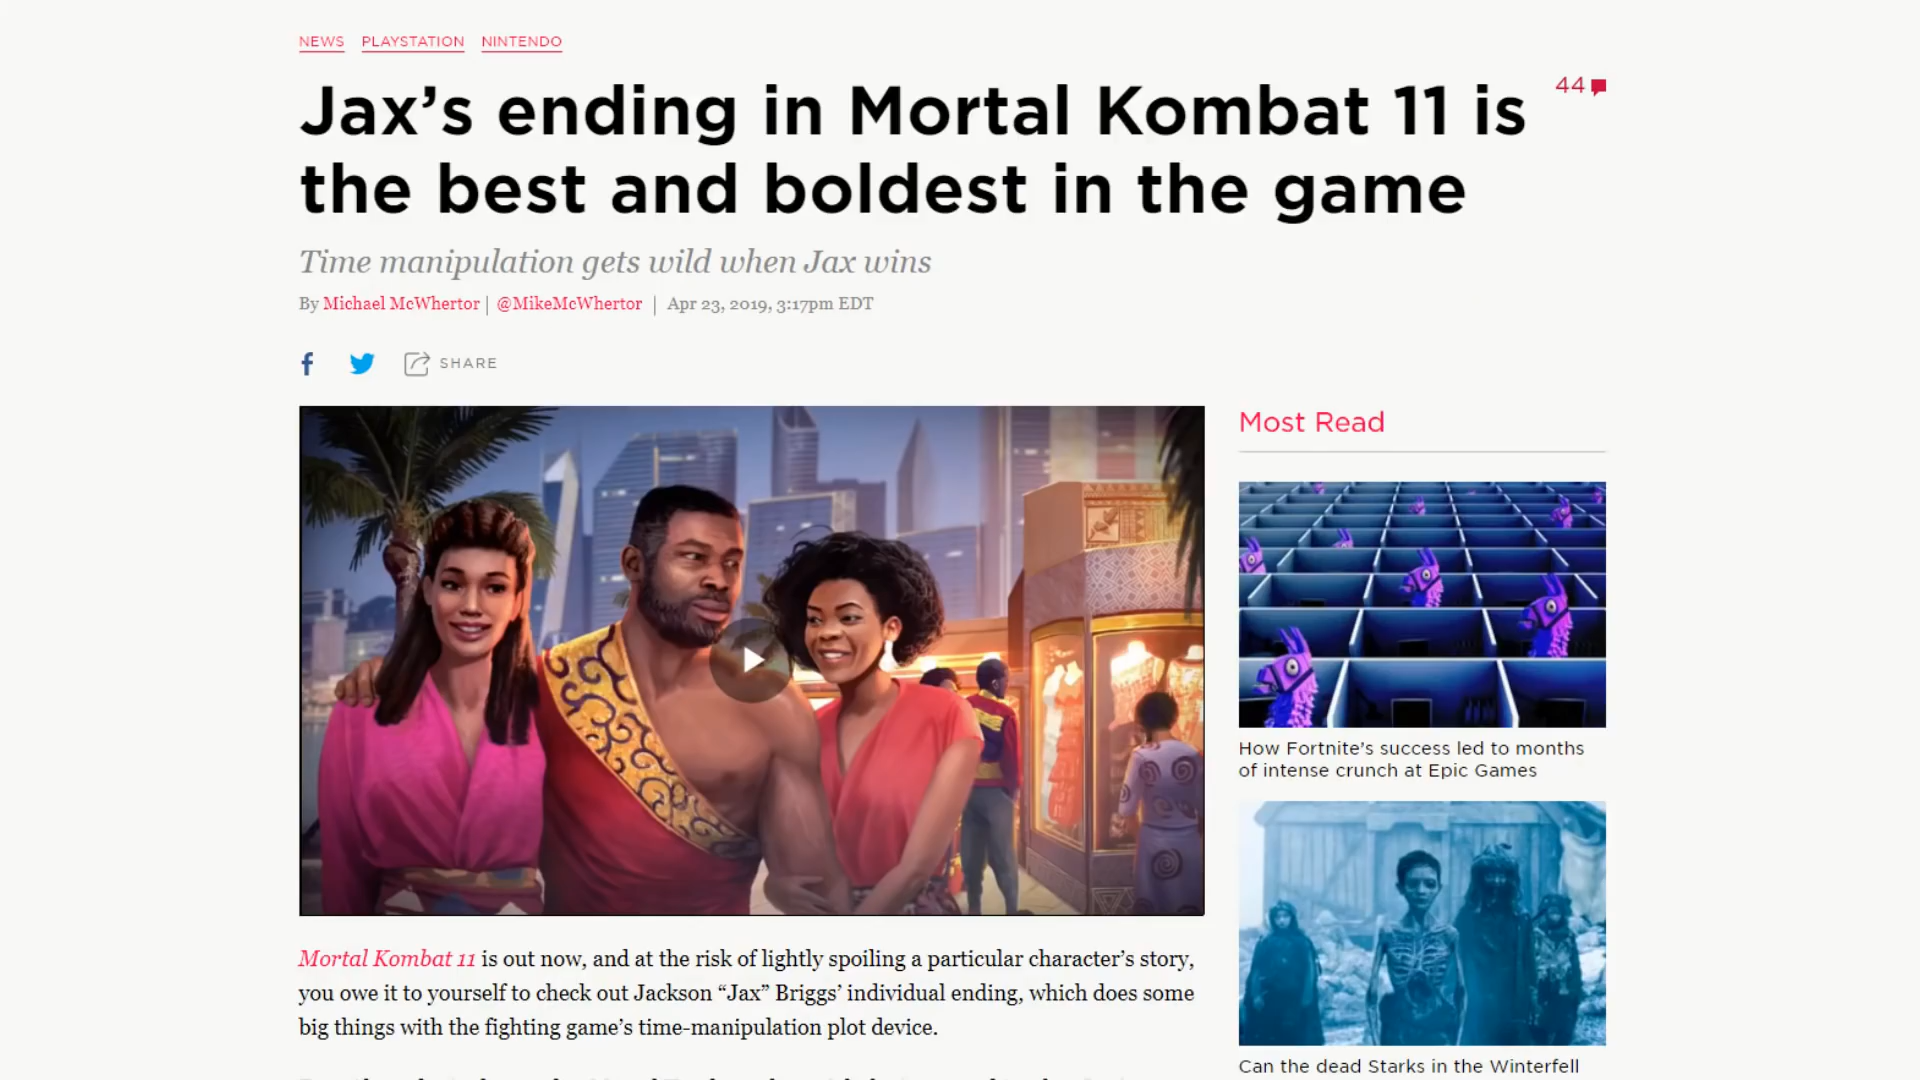 NEWS PLAYSTATION NINTENDO
Jax’s ending in Mortal Kombat 11 is
the best and boldest in the game
44
Time manipulation gets wild when Jax wins
By Michael McWhertor | @MikeMcWhertor | Apr 23, 2019, 3:17pm EDT
SHARE
Mortal Kombat 11 is out now, and at the risk of lightly spoiling a particular character’s story,
you owe it to yourself to check out Jackson “Jax” Briggs’ individual ending, which does some
big things with the fighting game’s time-manipulation plot device.
Most Read
How Fortnite’s success led to months
of intense crunch at Epic Games
Can the dead Starks in the Winterfell